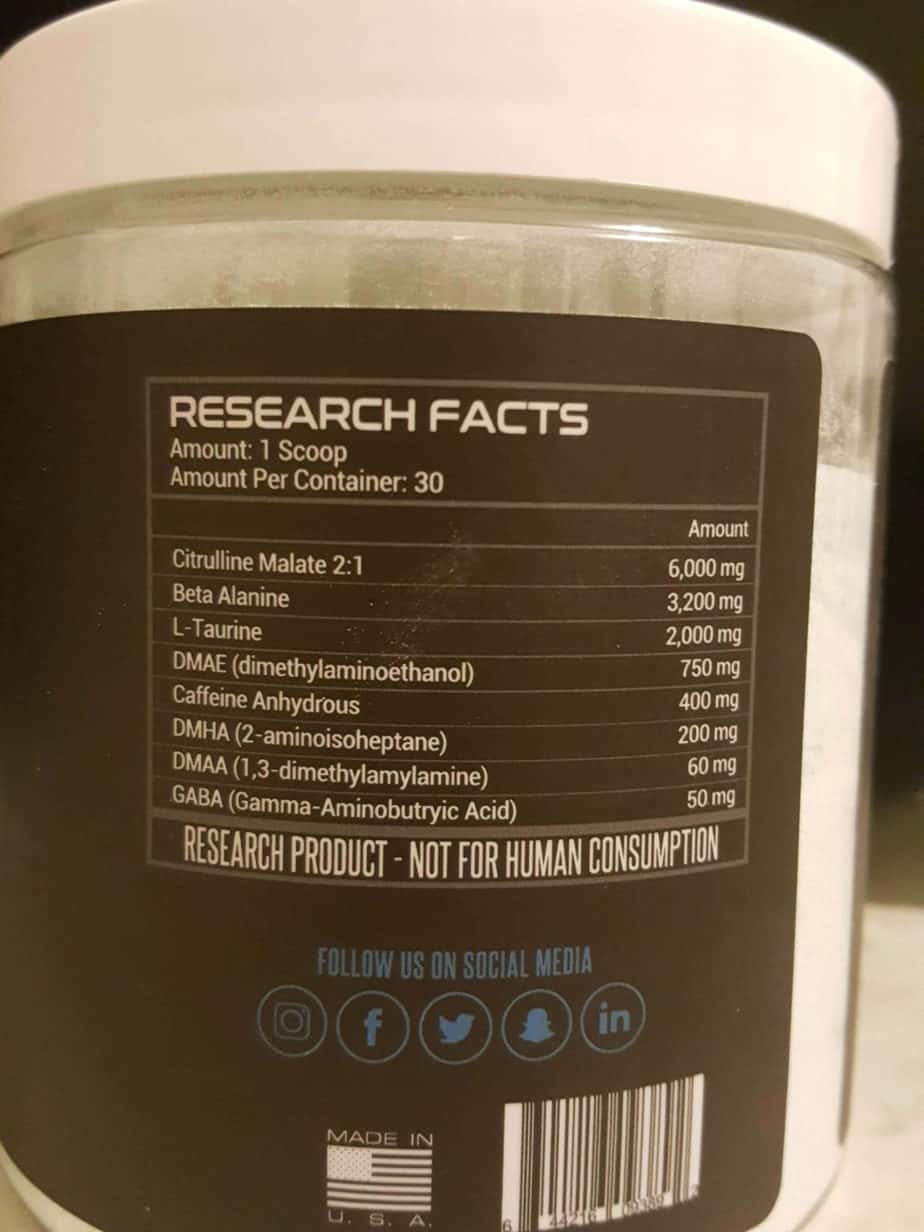 RESEARCH FACTS
Amount: 1 Scoop
Amount Per Container: 30
Amount
Citrulline Malate 2:1 6,000 mg
Beta Alanine 3,200 mg
L-Taurine 2,000 mg
DMAE (dimethylaminoethanol) 750 mg
Caffeine Anhydrous 400 mg
DMHA (2-aminoisoheptane) 200 mg
DMAA (1,3-dimethylamylamine) 60 mg
GABA (Gamma-Aminobutryic Acid) 50 mg
RESEARCH PRODUCT - NOT FOR HUMAN CONSUMPTION
FOLLOW US ON SOCIAL MEDIA
MADE IN
U. S. A.